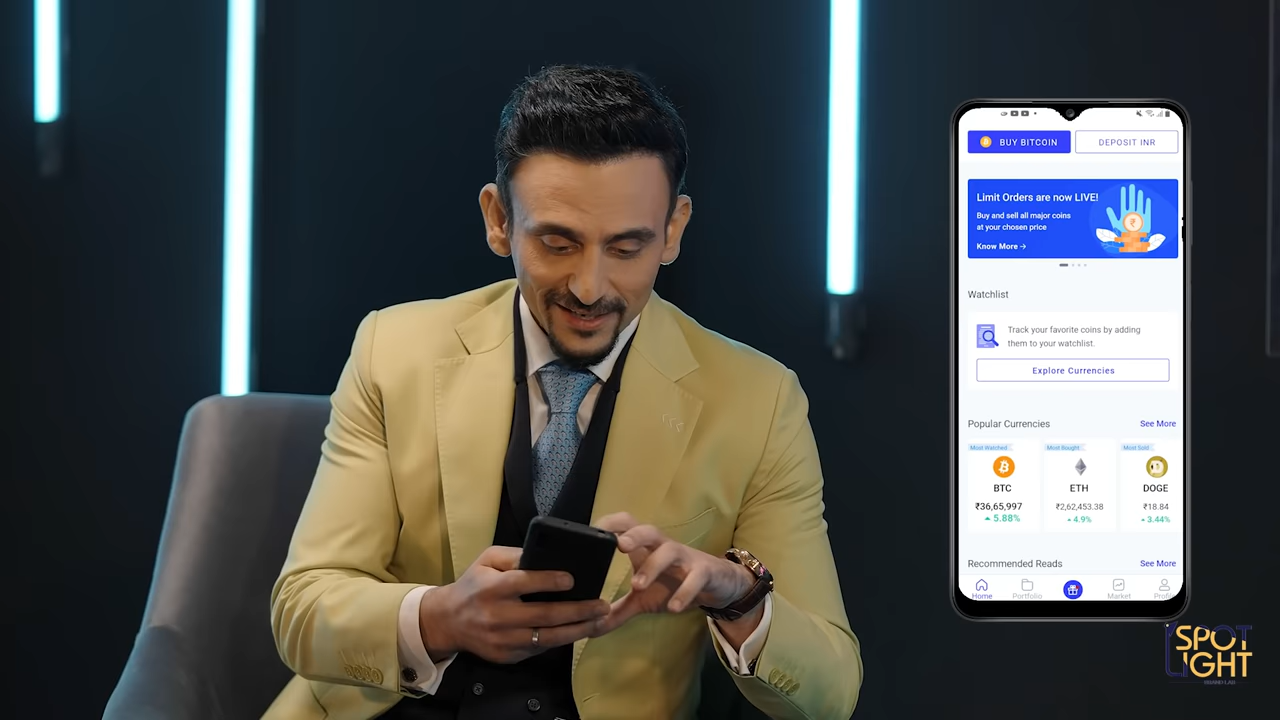 BUY BITCOIN
DEPOSIT INR
Limit Orders are now LIVE!
Buy and sell all major coins
at your chosen price
Know More →
Watchlist
Track your favorite coins by adding
them to your watchlist.
Explore Currencies
Popular Currencies
See More
Most Watched
Most Bought
Most Sold
BTC
ETH
DOGE
₹36,65,997
₹2,62,453.38
₹18.84
5.88%
4.9%
3.44%
Recommended Reads
See More
Home
Portfolio
Market
Profile
SPOT
LIGHT